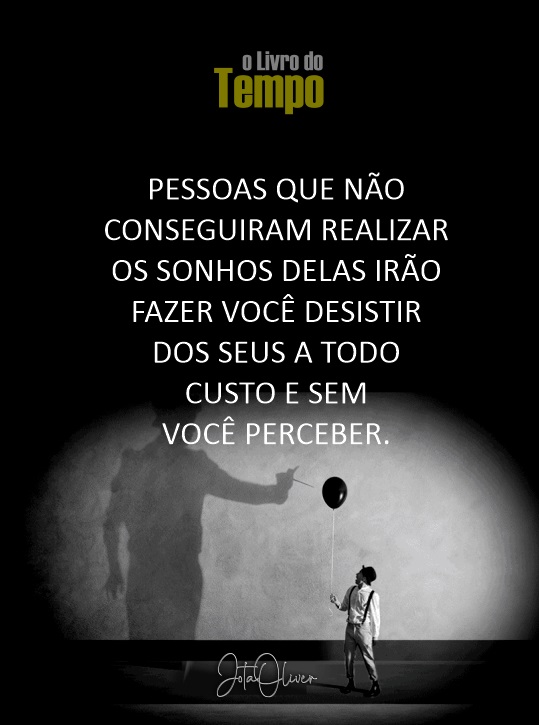 o Livro do
Tempo
PESSOAS QUE NÃO
CONSEGUIRAM REALIZAR
OS SONHOS DELAS IRÃO
FAZER VOCÊ DESISTIR
DOS SEUS A TODO
CUSTO E SEM
VOCÊ PERCEBER.
JotaOliver